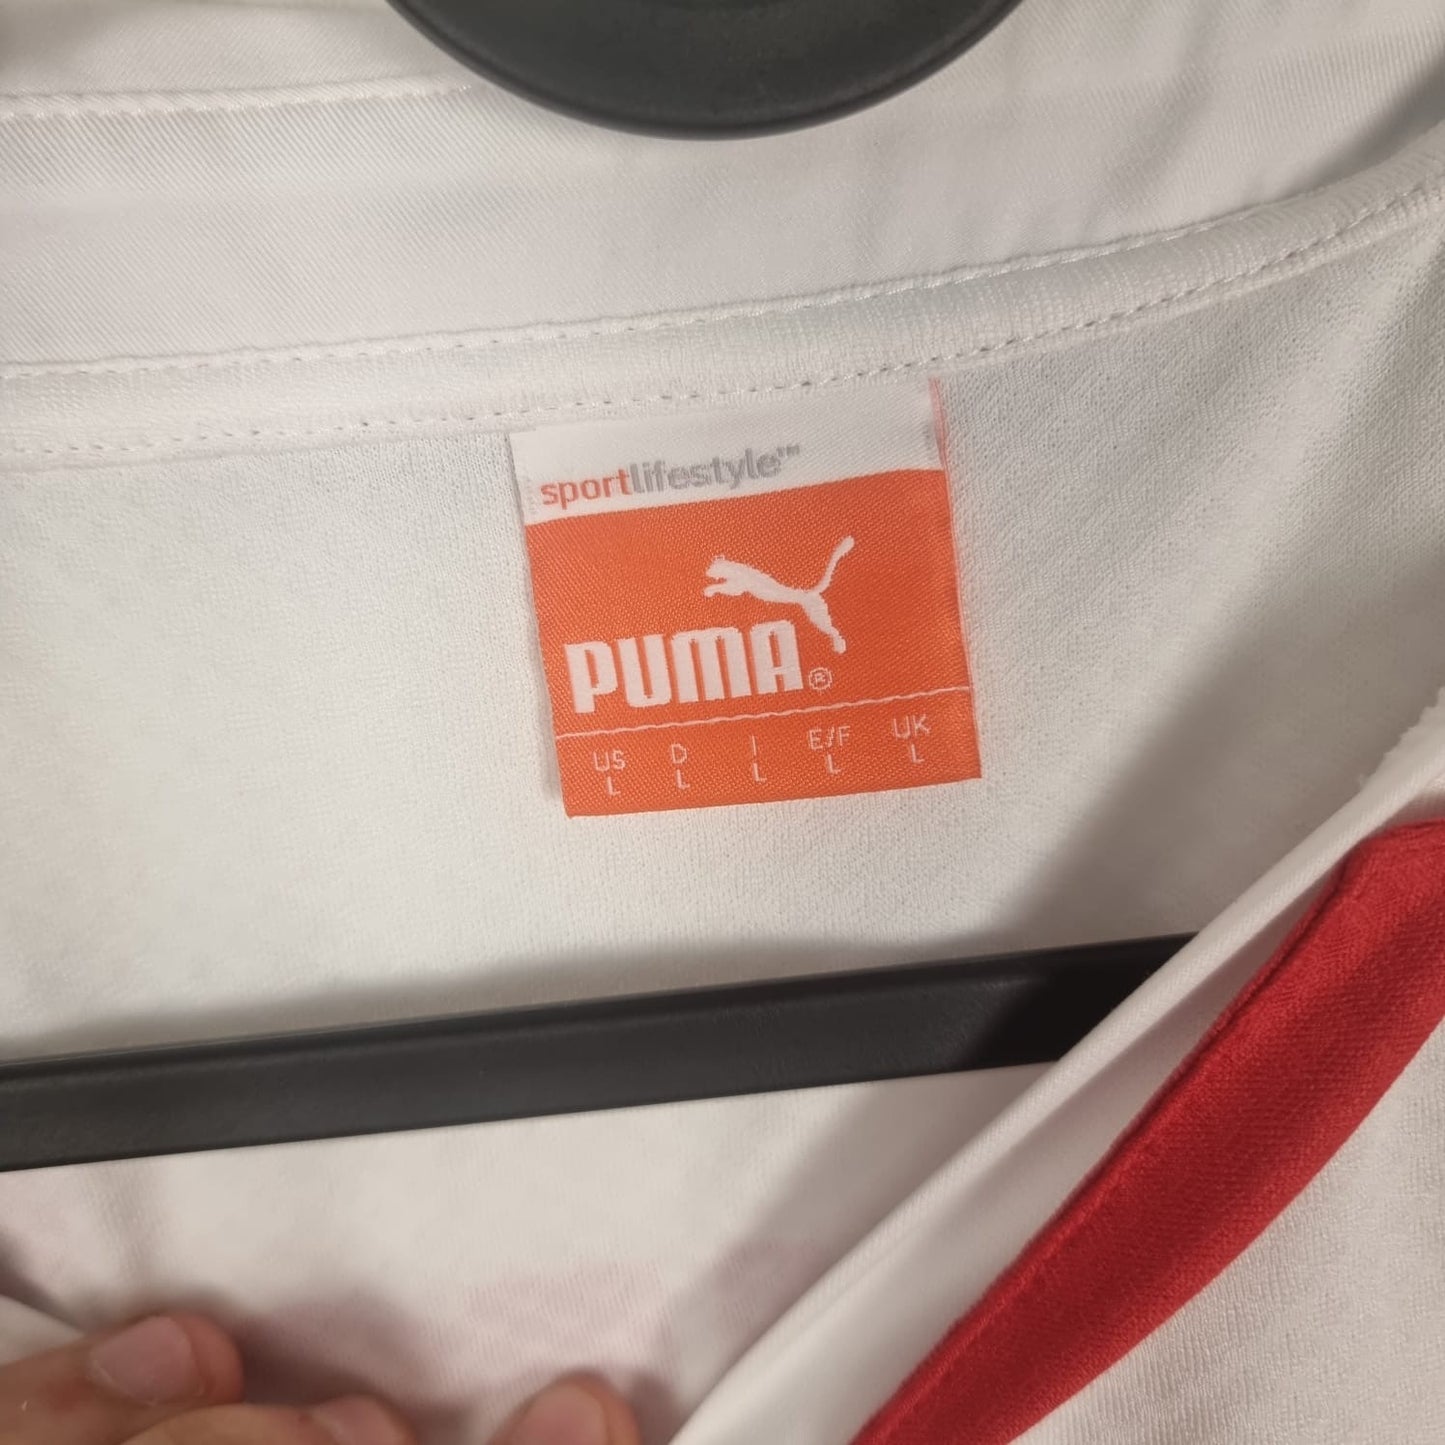 sportlifestyle™
PUMA®
US D I E/F UK
L L L L L